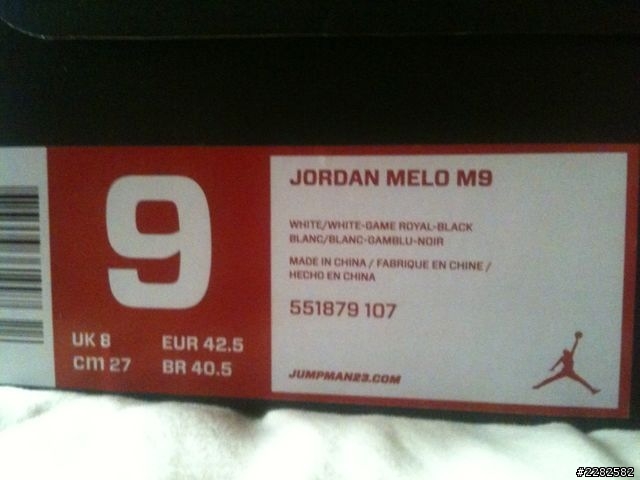 9
UK 8 EUR 42.5
cm 27 BR 40.5
JORDAN MELO M9
WHITE/WHITE-GAME ROYAL-BLACK
BLANC/BLANC-GAMBLU-NOIR
MADE IN CHINA / FABRIQUE EN CHINE /
HECHO EN CHINA
551879 107
JUMPMAN23.COM
#2282582